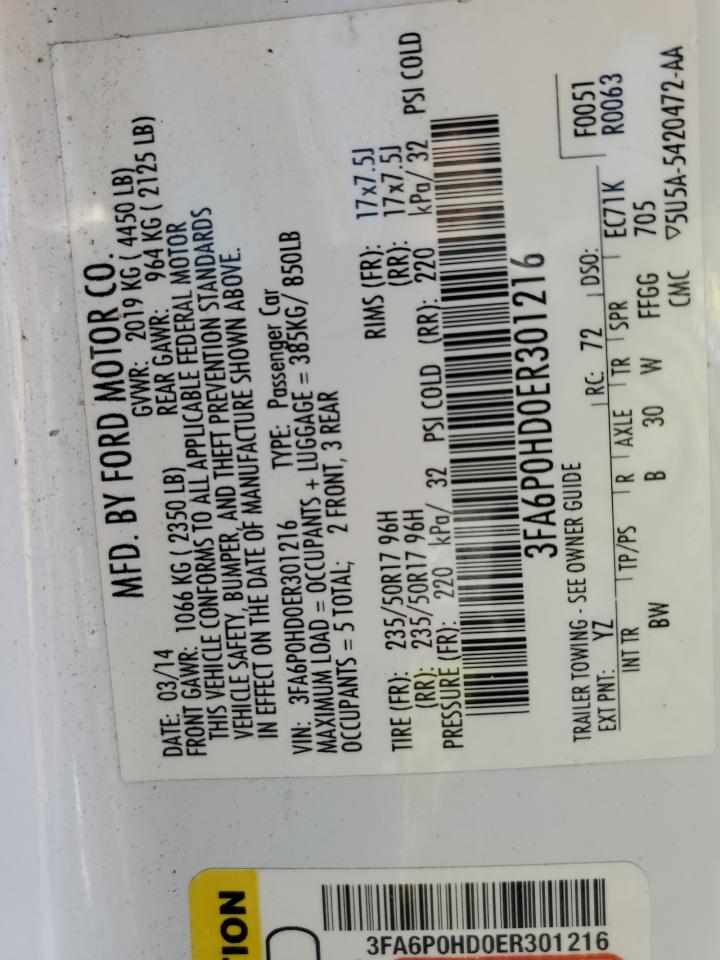 MFD. BY FORD MOTOR CO.
DATE: 03/14 GVWR: 2019 KG ( 4450 LB)
FRONT GAWR: 1066 KG ( 2350 LB) REAR GAWR: 964 KG ( 2125 LB)
THIS VEHICLE CONFORMS TO ALL APPLICABLE FEDERAL MOTOR
VEHICLE SAFETY, BUMPER, AND THEFT PREVENTION STANDARDS
IN EFFECT ON THE DATE OF MANUFACTURE SHOWN ABOVE.
VIN: 3FA6P0HD0ER301216 TYPE: Passenger Car
MAXIMUM LOAD = OCCUPANTS + LUGGAGE = 385KG/ 850LB
OCCUPANTS = 5 TOTAL; 2 FRONT, 3 REAR
TIRE (FR): 235/50R17 96H RIMS (FR): 17x7.5J
(RR): 235/50R17 96H (RR): 17x7.5J
PRESSURE (FR): 220 kPa/ 32 PSI COLD (RR): 220 kPa/ 32 PSI COLD
3FA6P0HD0ER301216
TRAILER TOWING - SEE OWNER GUIDE F0051
EXT PNT: YZ RC: 72 DSO: R0063
INT TR TP/PS R AXLE TR SPR EC71K
BW B 30 W FFGG 705
CMC ▽5U5A-5420472-AA
TION
3FA6P0HD0ER301216